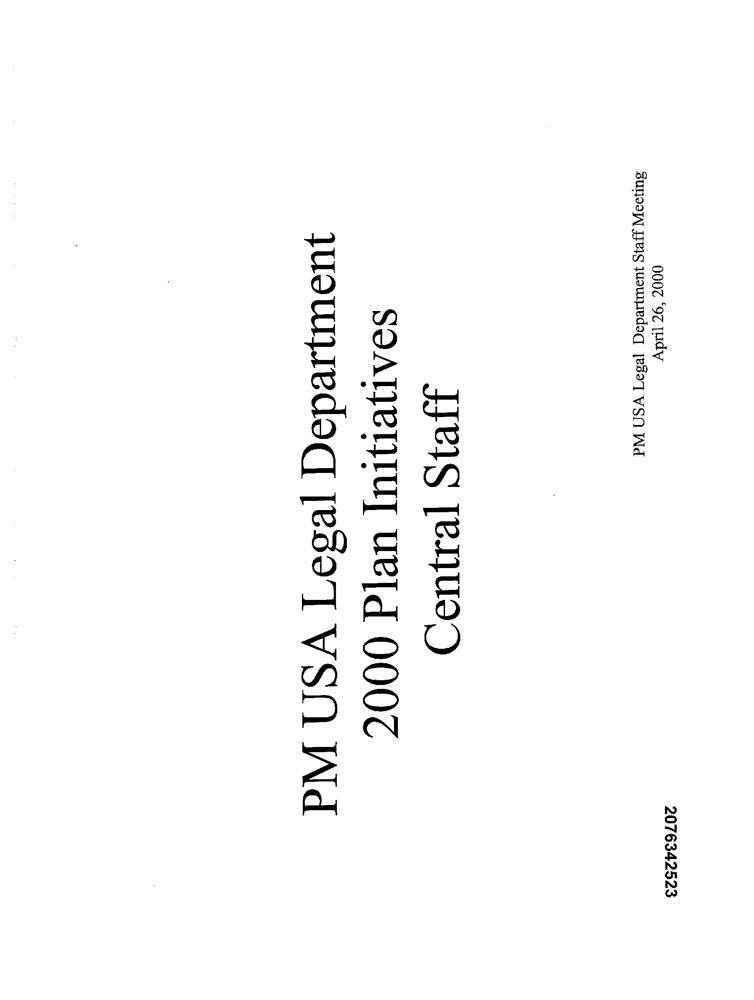 PM USA Legal Department
2000 Plan Initiatives
Central Staff
PM USA Legal Department Staff Meeting
April 26, 2000
2076342523